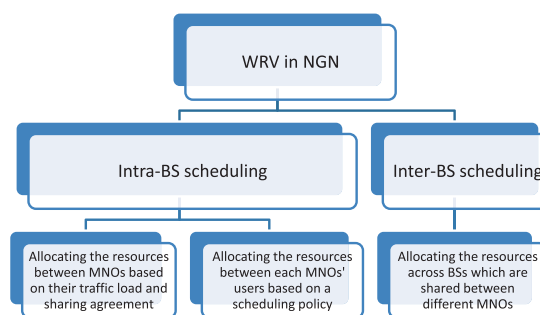 WRV in NGN
Intra-BS scheduling
Inter-BS scheduling
Allocating the resources
between MNOs based
on their traffic load and
sharing agreement
Allocating the resources
between each MNOs'
users based on a
scheduling policy
Allocating the resources
across BSs which are
shared between
different MNOs